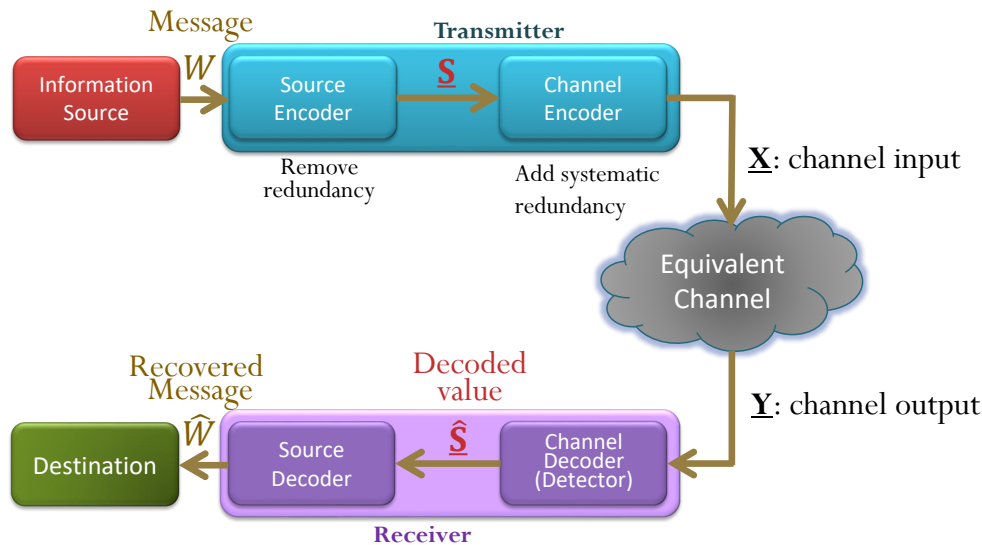 Message
Transmitter
W
Information
Source
Source
Encoder
S
Channel
Encoder
Remove
redundancy
Add systematic
redundancy
X: channel input
Equivalent
Channel
Y: channel output
Recovered
Message
Ŵ
Decoded
value
Destination
Source
Decoder
Ŝ
Channel
Decoder
(Detector)
Receiver